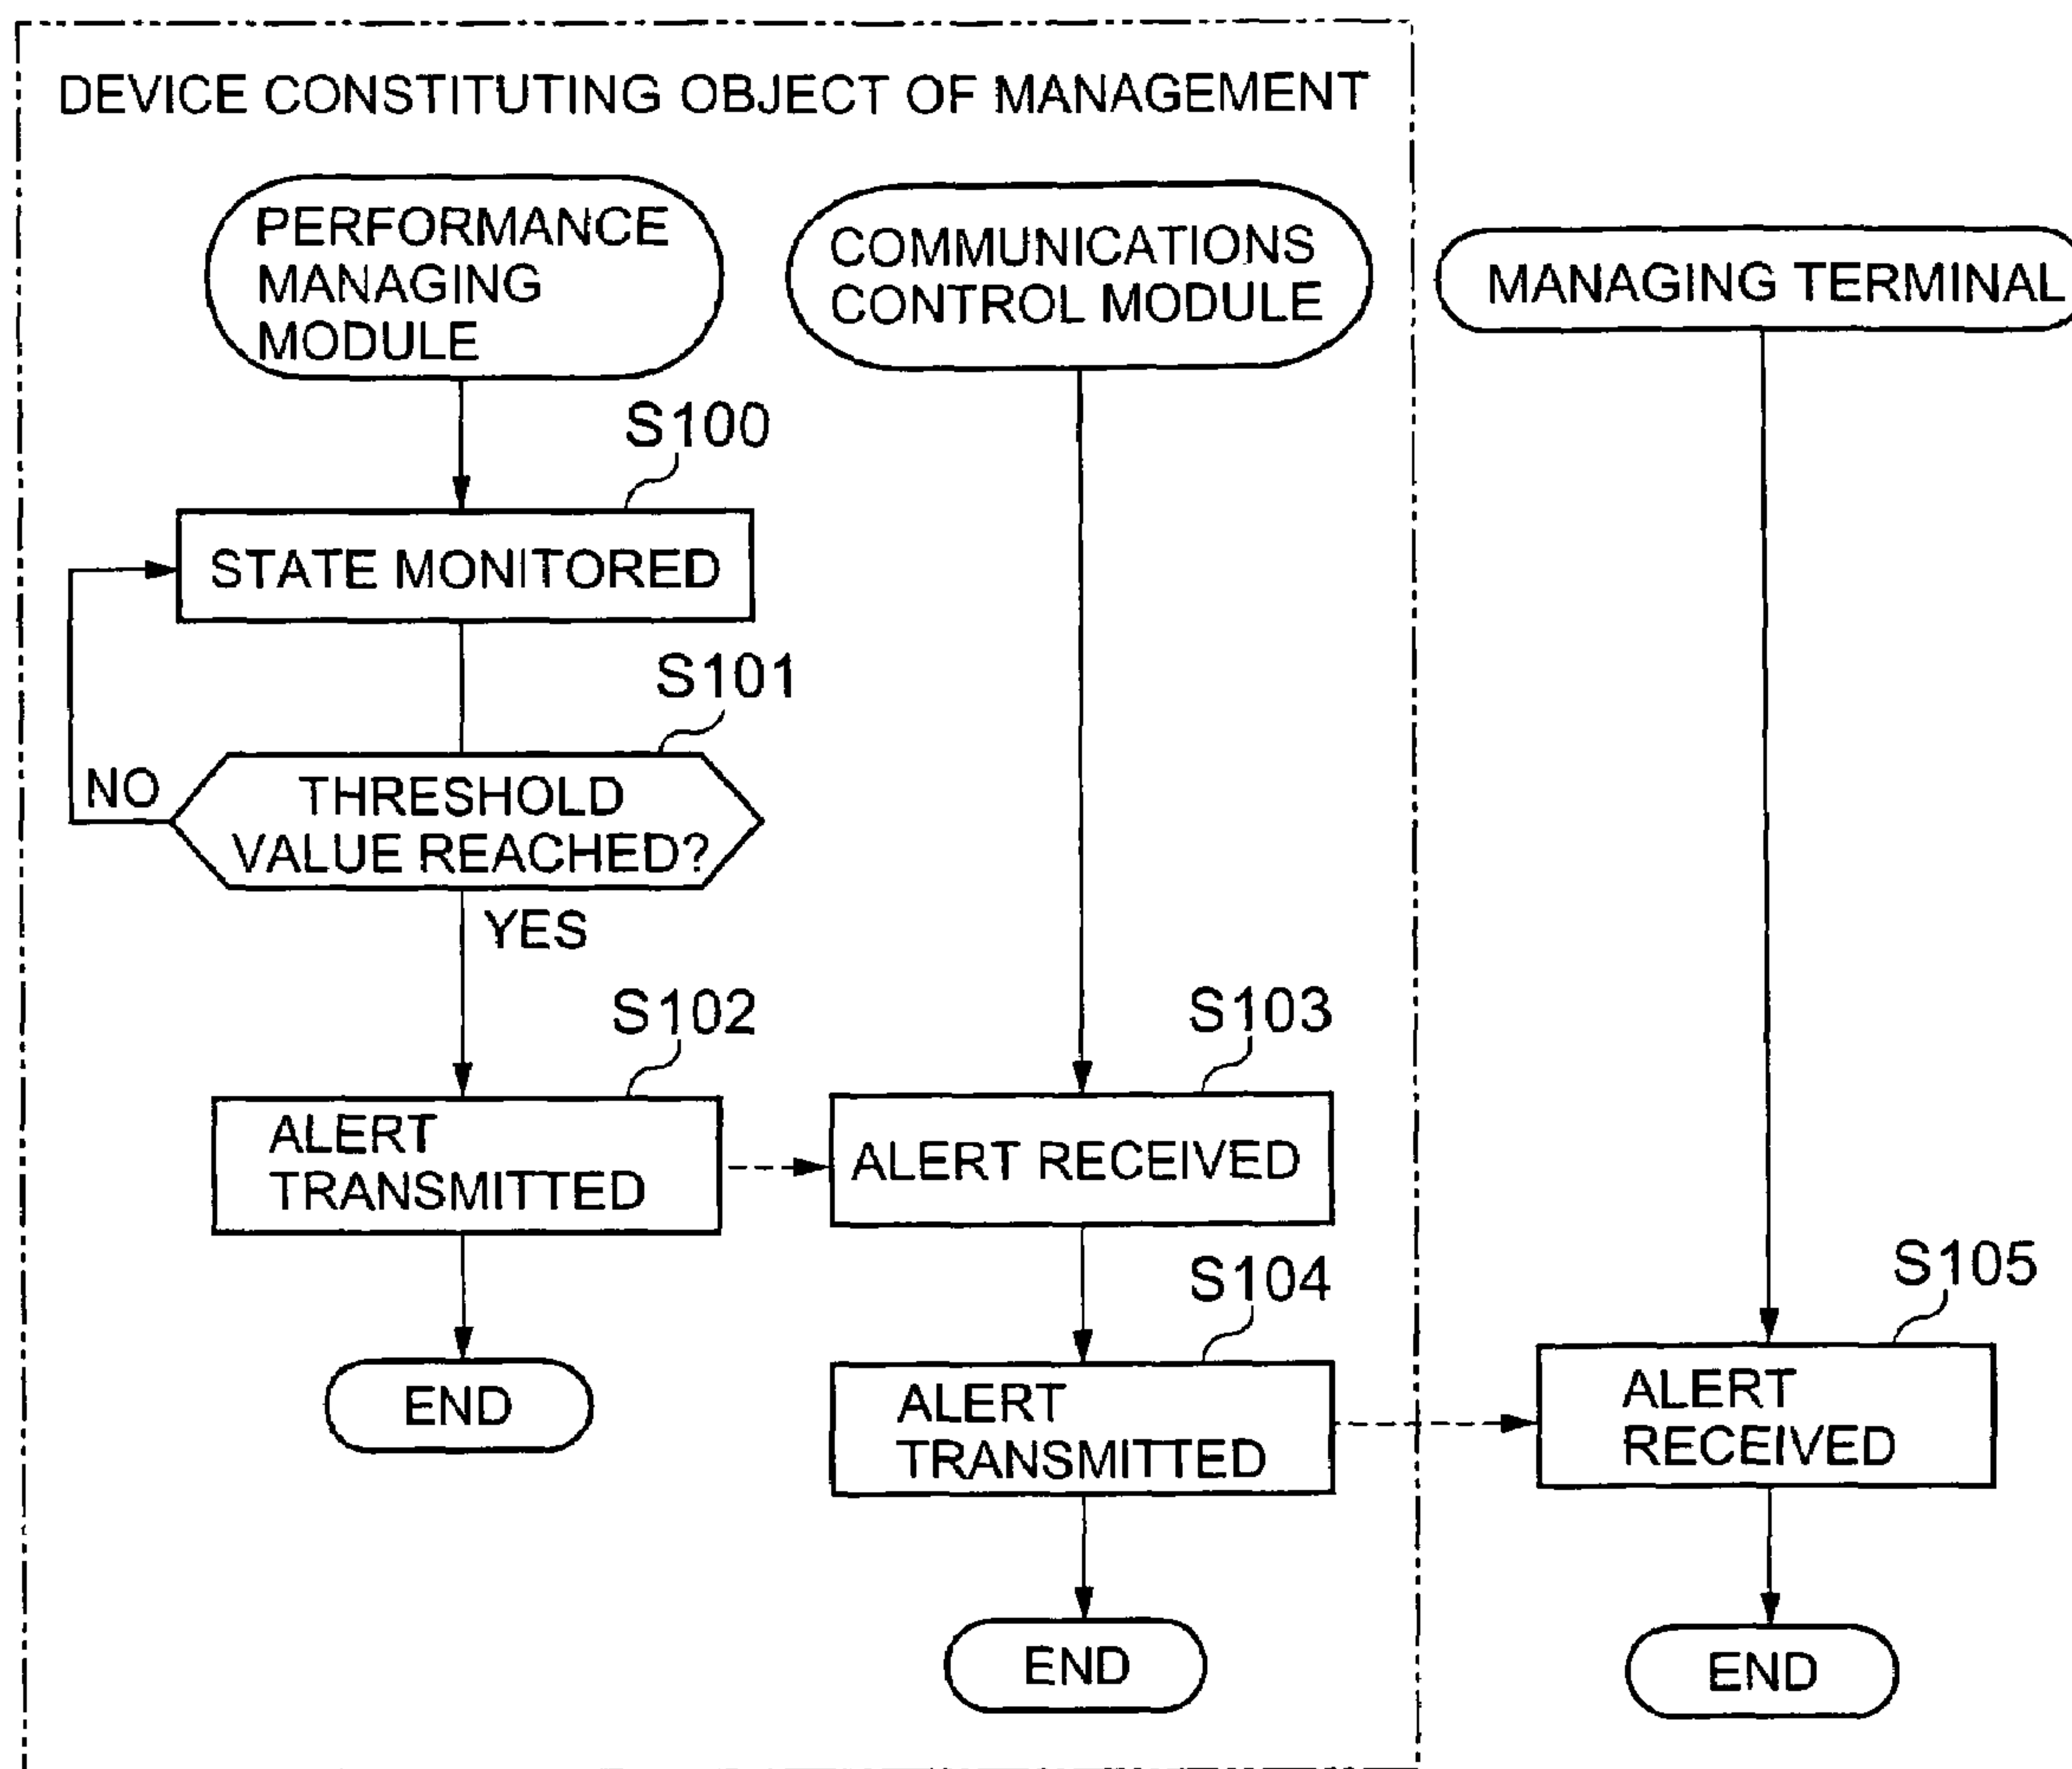 DEVICE CONSTITUTING OBJECT OF MANAGEMENT
PERFORMANCE
MANAGING
MODULE
COMMUNICATIONS
CONTROL MODULE
MANAGING TERMINAL
S100
STATE MONITORED
S101
NO
THRESHOLD
VALUE REACHED?
YES
S102
ALERT
TRANSMITTED
S103
ALERT RECEIVED
END
S104
ALERT
TRANSMITTED
S105
ALERT
RECEIVED
END
END